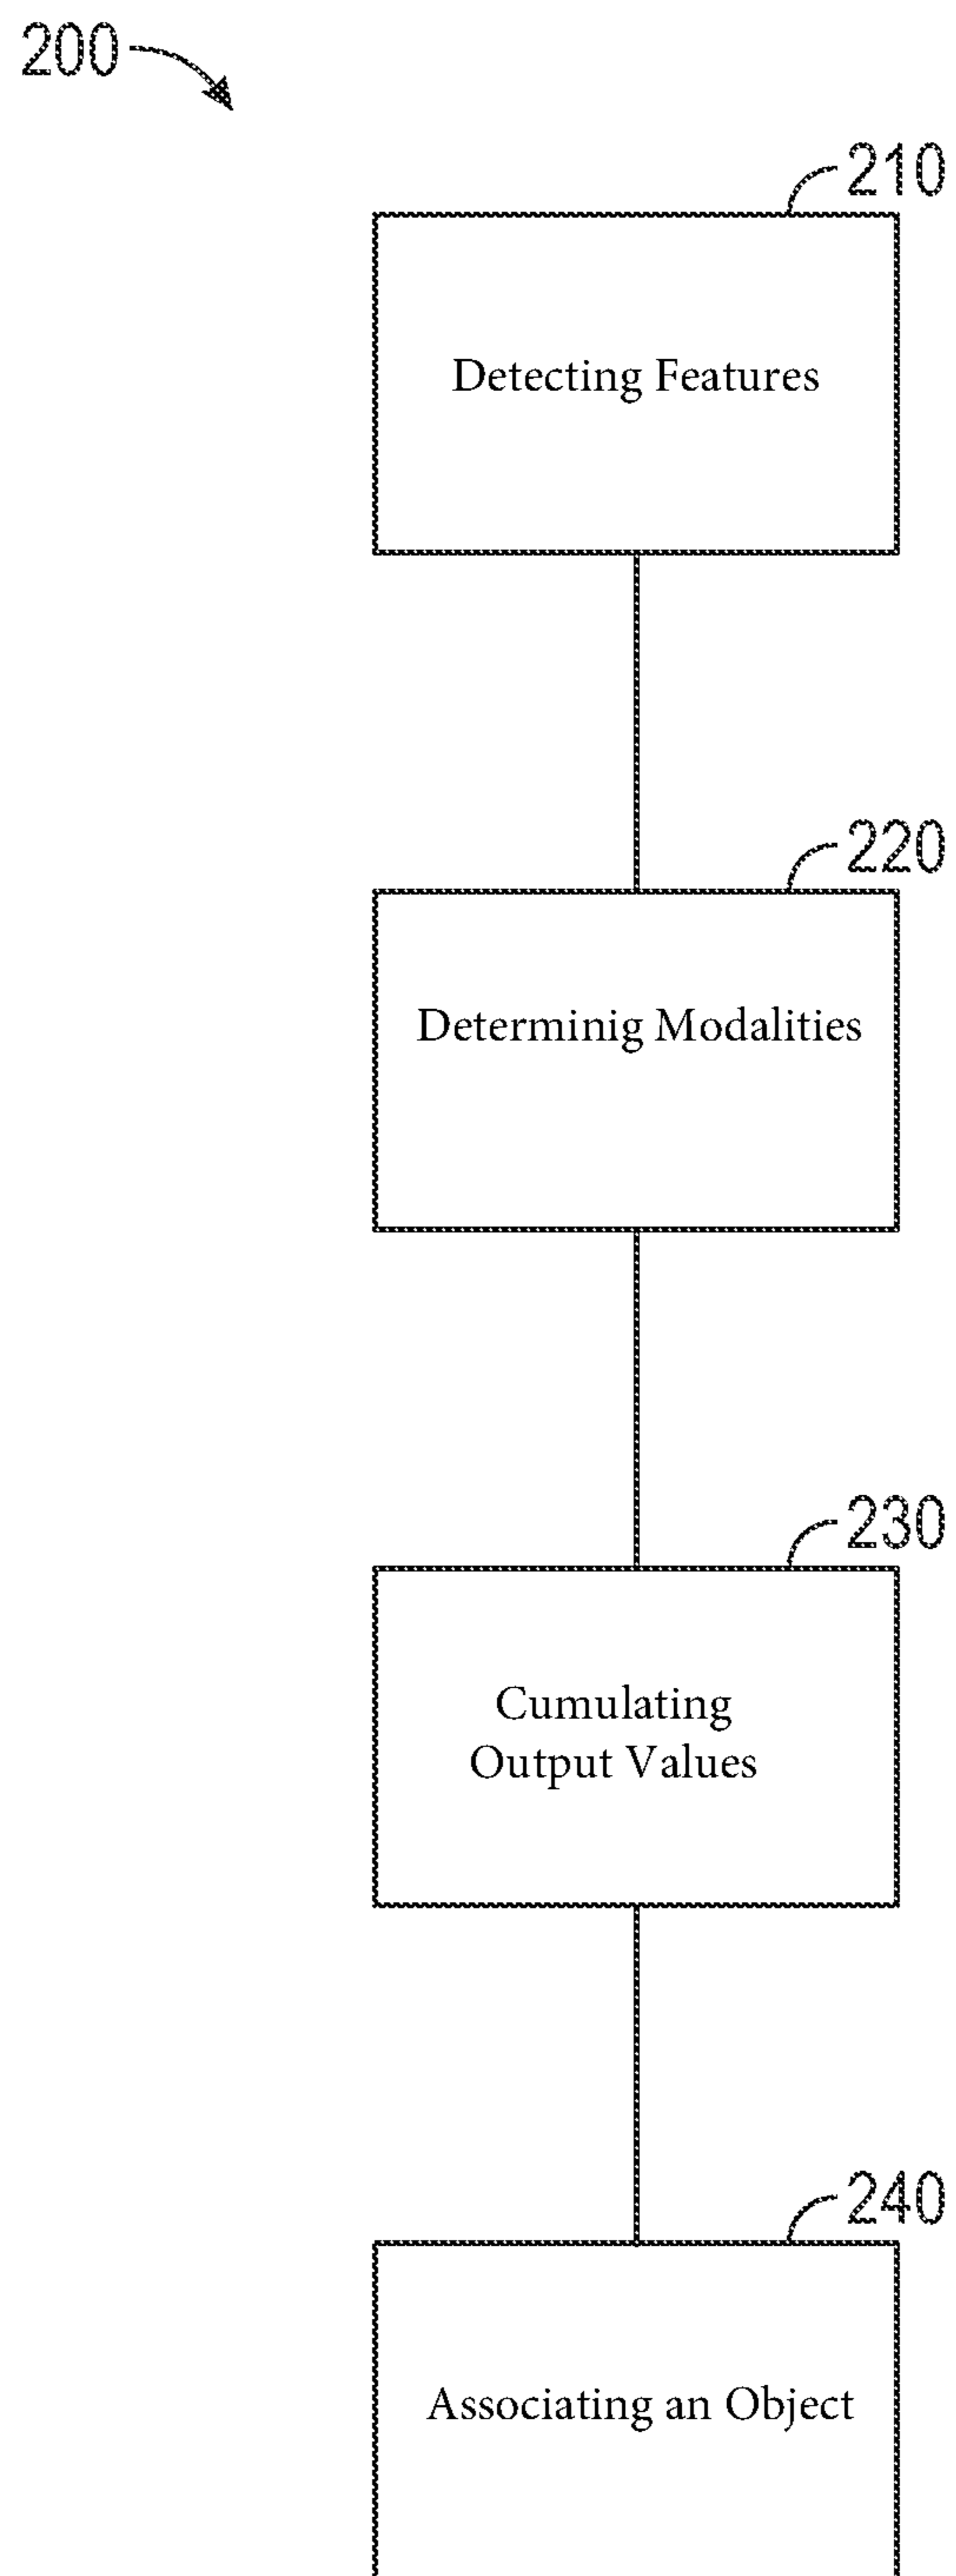 200
210
Detecting Features
220
Determinig Modalities
230
Cumulating
Output Values
240
Associating an Object